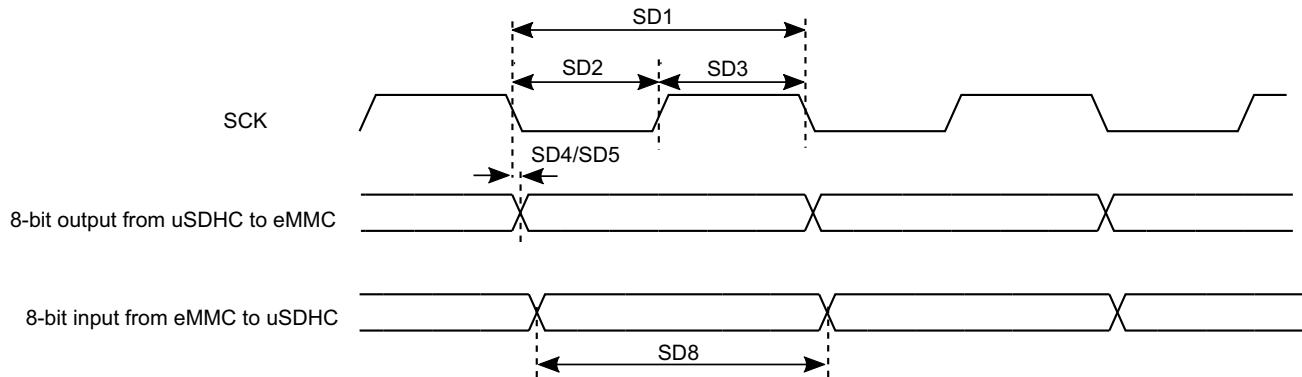 SD1
SD2
SD3
SCK
SD4/SD5
8-bit output from uSDHC to eMMC
8-bit input from eMMC to uSDHC
SD8